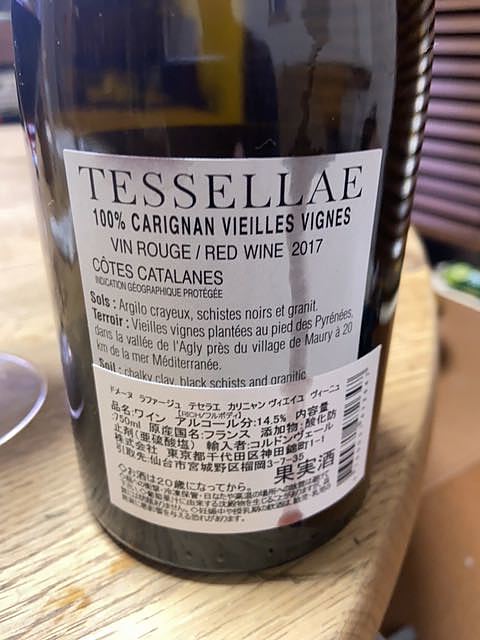 TESSELLAE
100% CARIGNAN VIEILLES VIGNES
VIN ROUGE / RED WINE 2017
CÔTES CATALANES
INDICATION GÉOGRAPHIQUE PROTÉGÉE
Sols : Argilo crayeux, schistes noirs et granit.
Terroir : Vieilles vignes plantées au pied des Pyrénées,
dans la vallée de l'Agly près du village de Maury à 20
km de la mer Méditerranée.
Soil : chalky clay, black schists and granitic
ドメーヌ ラファージュ テセラエ カリニャン ヴィエイユ ヴィーニュ
【RICH/フルボディ】
品名:ワイン アルコール分:14.5% 内容量
:750ml 原産国名:フランス 添加物:酸化防
止剤(亜硫酸塩) 輸入者:コルドンヴェール
株式会社 東京都千代田区神田錦町1-1
引取先:仙台市宮城野区榴岡3-7-35
果実酒
◇お酒は20歳になってから。